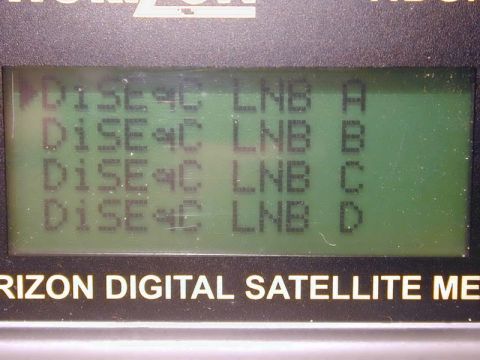 DiSEqC LNB A
DiSEqC LNB B
DiSEqC LNB C
DiSEqC LNB D
RIZON DIGITAL SATELLITE ME